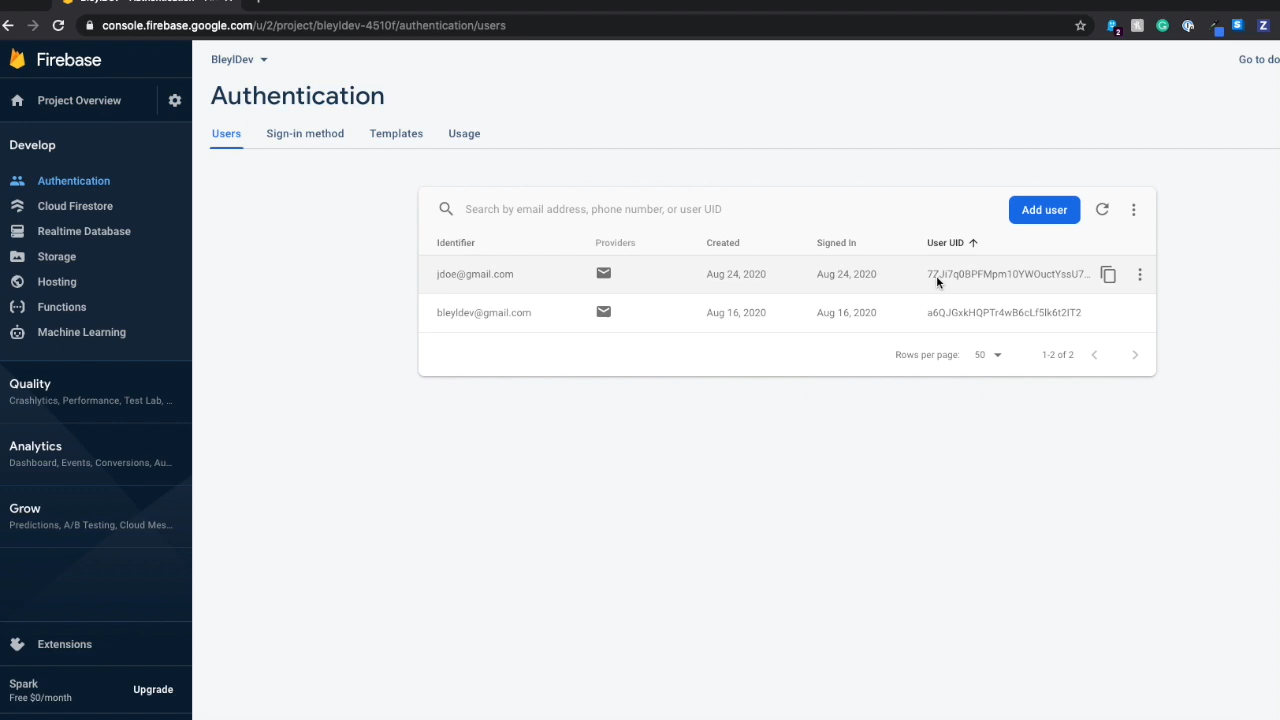 console.firebase.google.com/u/2/project/bleyldev-4510f/authentication/users
2
Firebase
BleylDev
Go to do
Project Overview
Authentication
Develop
Users Sign-in method Templates Usage
Authentication
Cloud Firestore
Realtime Database
Storage
Hosting
Functions
Machine Learning
Search by email address, phone number, or user UID
Add user
Identifier Providers Created Signed In User UID
jdoe@gmail.com Aug 24, 2020 Aug 24, 2020 7ZJi7q0BPFMpm10YWOuctYssU7...
bleyldev@gmail.com Aug 16, 2020 Aug 16, 2020 a6QJGxkHQPTr4wB6cLf5lk6t2IT2
Rows per page: 50 1-2 of 2
Quality
Crashlytics, Performance, Test Lab, ...
Analytics
Dashboard, Events, Conversions, Au...
Grow
Predictions, A/B Testing, Cloud Mes...
Extensions
Spark
Free $0/month
Upgrade